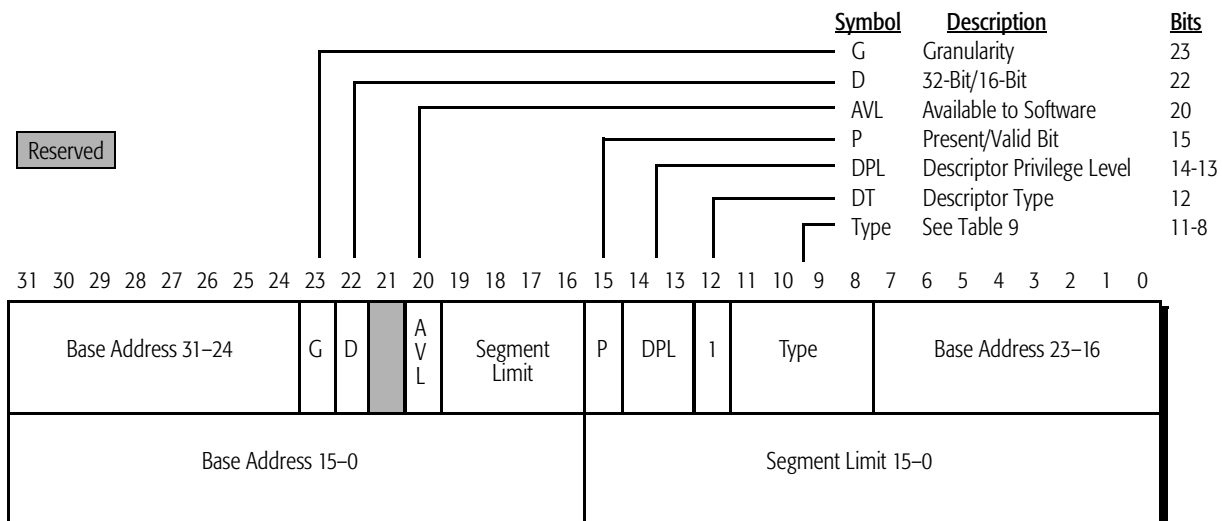 Symbol Description Bits
G Granularity 23
D 32-Bit/16-Bit 22
AVL Available to Software 20
P Present/Valid Bit 15
DPL Descriptor Privilege Level 14-13
DT Descriptor Type 12
Type See Table 9 11-8
Reserved
31 30 29 28 27 26 25 24 23 22 21 20 19 18 17 16 15 14 13 12 11 10 9 8 7 6 5 4 3 2 1 0
Base Address 31–24 G D A V L Segment Limit P DPL 1 Type Base Address 23–16
Base Address 15–0 Segment Limit 15–0